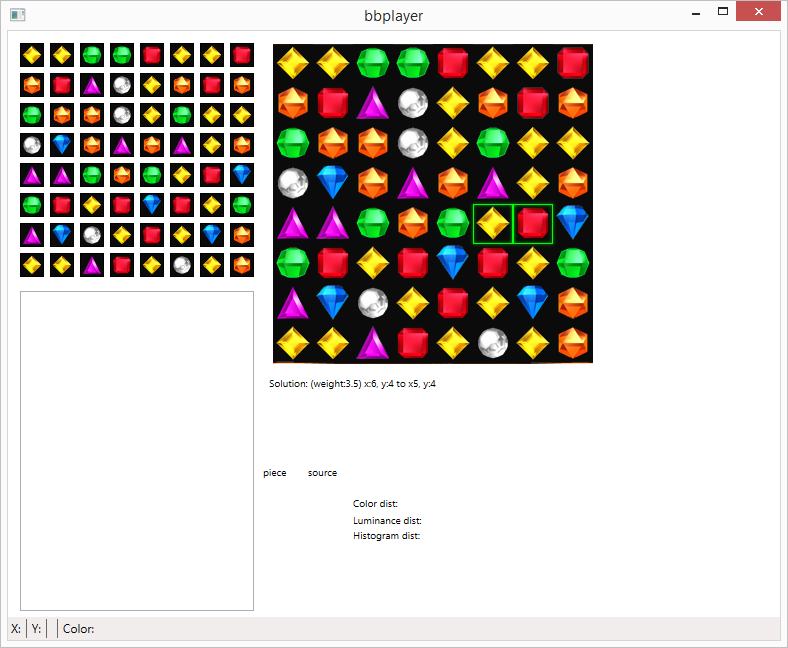 bbplayer
Solution: (weight:3.5) x:6, y:4 to x5, y:4
piece source
Color dist:
Luminance dist:
Histogram dist:
X: Y: Color: